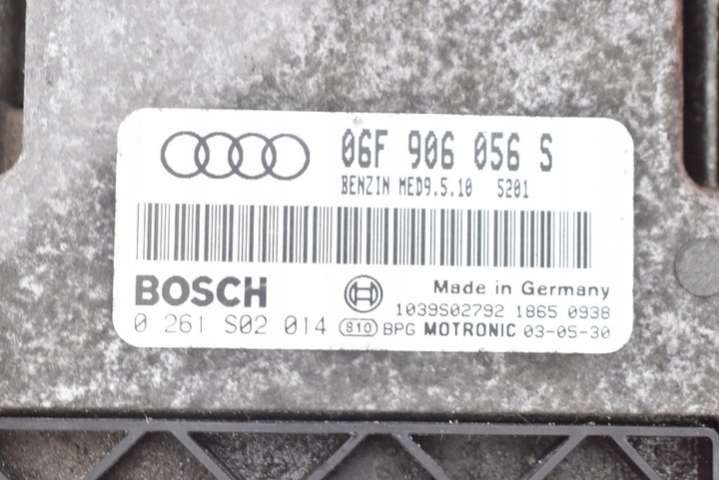 06F 906 056 S
BENZIN MED9.5.10 5201
BOSCH
Made in Germany
1039S02792 1865 0938
0 261 S02 014 810 BPG MOTRONIC 03-05-30